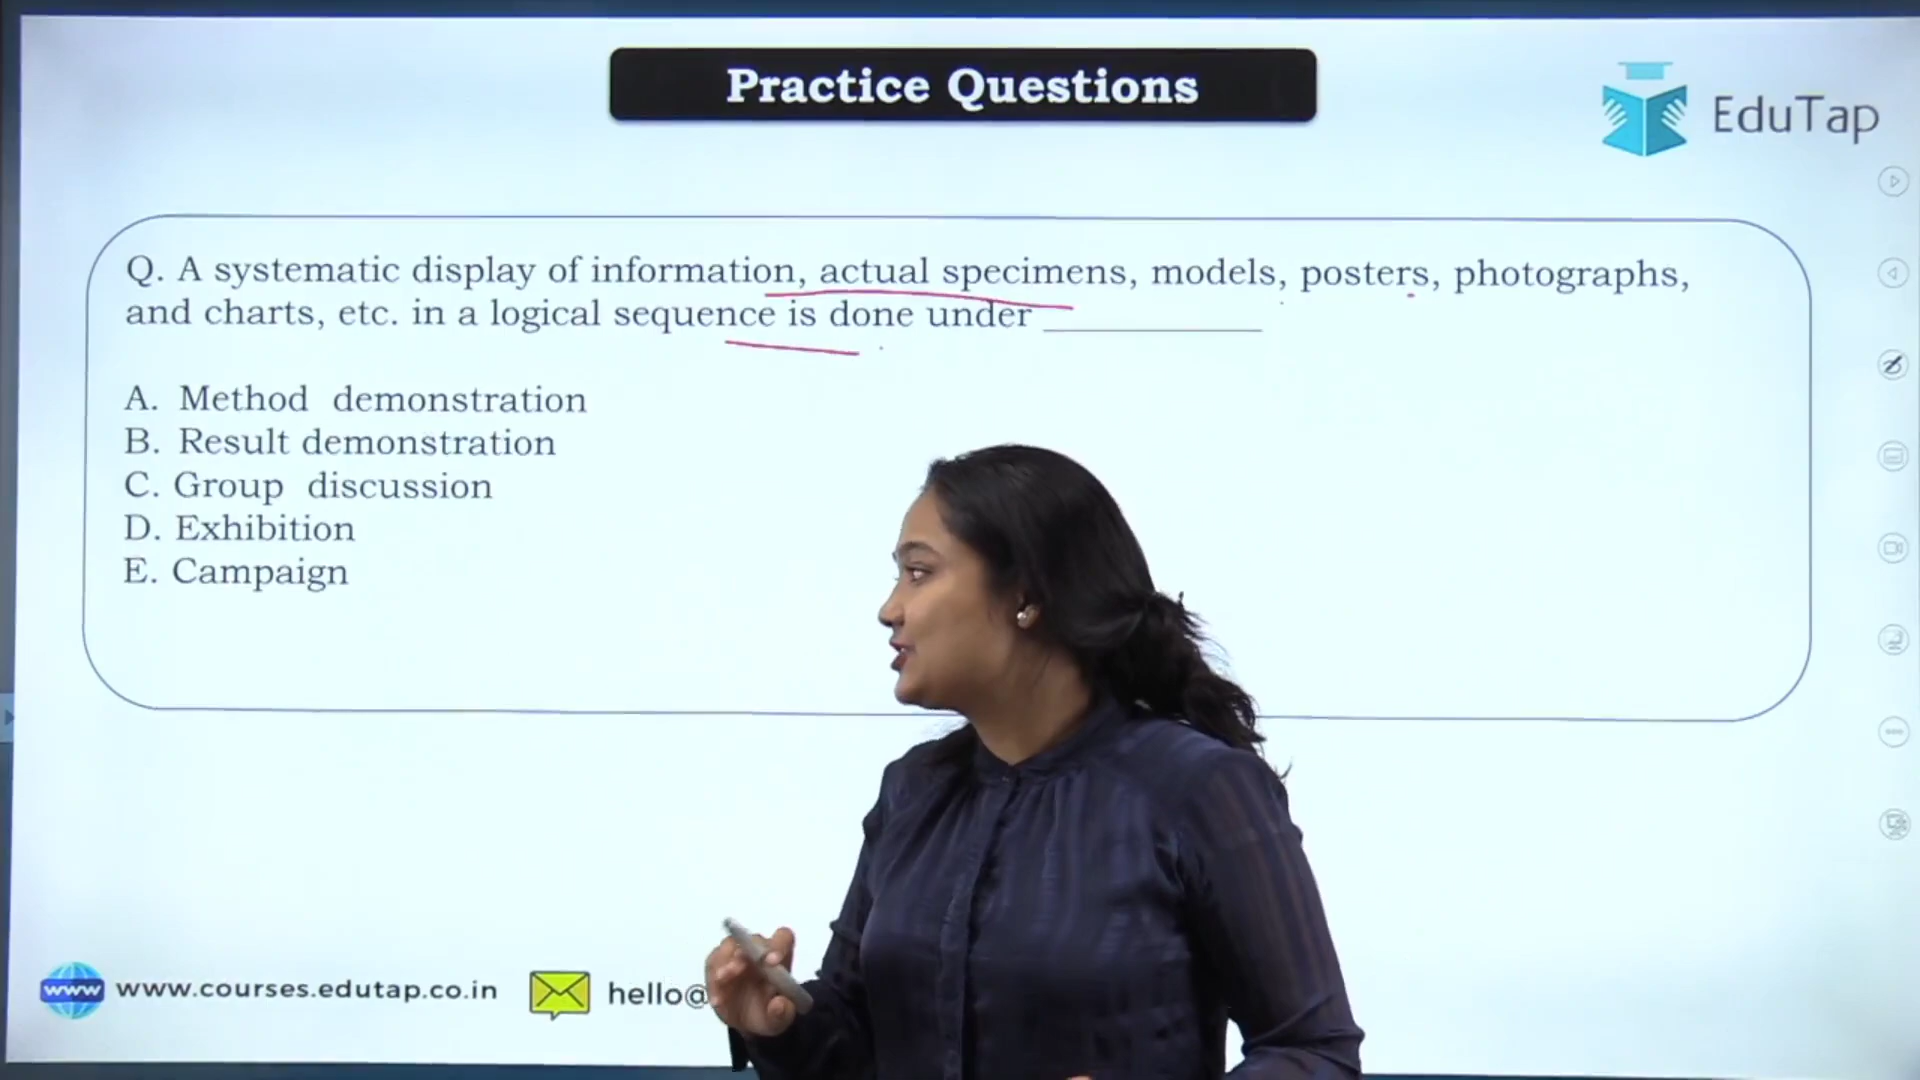 Practice Questions
EduTap
Q. A systematic display of information, actual specimens, models, posters, photographs,
and charts, etc. in a logical sequence is done under ____________
A. Method demonstration
B. Result demonstration
C. Group discussion
D. Exhibition
E. Campaign
www www.courses.edutap.co.in hello@